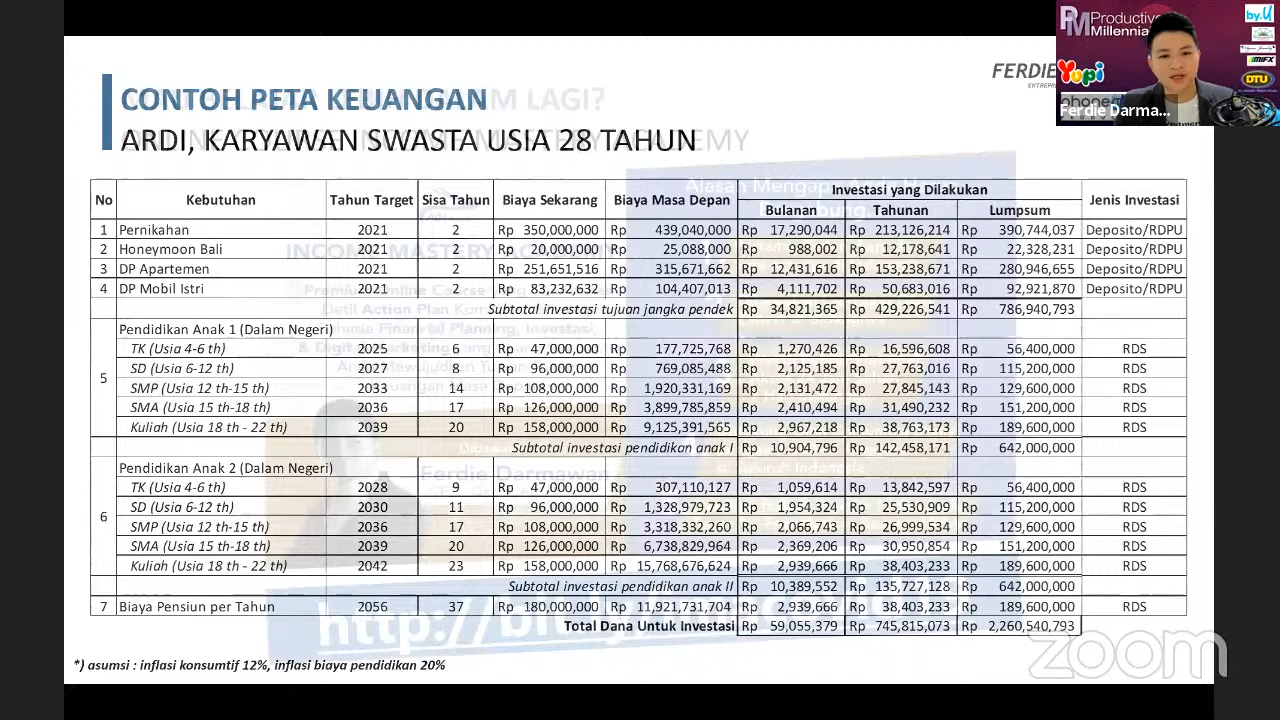 Productive
Millennial
by.U
Yupi
MIFX
DTU
Ferdie Darma...
FERDIE
CONTOH PETA KEUANGAN
ARDI, KARYAWAN SWASTA USIA 28 TAHUN
No Kebutuhan Tahun Target Sisa Tahun Biaya Sekarang Biaya Masa Depan Investasi yang Dilakukan Jenis Investasi
Bulanan Tahunan Lumpsum
1 Pernikahan 2021 2 Rp 350,000,000 Rp 439,040,000 Rp 17,290,044 Rp 213,126,214 Rp 390,744,037 Deposito/RDPU
2 Honeymoon Bali 2021 2 Rp 20,000,000 Rp 25,088,000 Rp 988,002 Rp 12,178,641 Rp 22,328,231 Deposito/RDPU
3 DP Apartemen 2021 2 Rp 251,651,516 Rp 315,671,662 Rp 12,431,616 Rp 153,238,671 Rp 280,946,655 Deposito/RDPU
4 DP Mobil Istri 2021 2 Rp 83,232,632 Rp 104,407,013 Rp 4,111,702 Rp 50,683,016 Rp 92,921,870 Deposito/RDPU
Subtotal investasi tujuan jangka pendek Rp 34,821,365 Rp 429,226,541 Rp 786,940,793
5 Pendidikan Anak 1 (Dalam Negeri)
TK (Usia 4-6 th) 2025 6 Rp 47,000,000 Rp 177,725,768 Rp 1,270,426 Rp 16,596,608 Rp 56,400,000 RDS
SD (Usia 6-12 th) 2027 8 Rp 96,000,000 Rp 769,085,488 Rp 2,125,185 Rp 27,763,016 Rp 115,200,000 RDS
SMP (Usia 12 th-15 th) 2033 14 Rp 108,000,000 Rp 1,920,331,169 Rp 2,131,472 Rp 27,845,143 Rp 129,600,000 RDS
SMA (Usia 15 th-18 th) 2036 17 Rp 126,000,000 Rp 3,899,785,859 Rp 2,410,494 Rp 31,490,232 Rp 151,200,000 RDS
Kuliah (Usia 18 th - 22 th) 2039 20 Rp 158,000,000 Rp 9,125,391,565 Rp 2,967,218 Rp 38,763,173 Rp 189,600,000 RDS
Subtotal investasi pendidikan anak I Rp 10,904,796 Rp 142,458,171 Rp 642,000,000
6 Pendidikan Anak 2 (Dalam Negeri)
TK (Usia 4-6 th) 2028 9 Rp 47,000,000 Rp 307,110,127 Rp 1,059,614 Rp 13,842,597 Rp 56,400,000 RDS
SD (Usia 6-12 th) 2030 11 Rp 96,000,000 Rp 1,328,979,723 Rp 1,954,324 Rp 25,530,909 Rp 115,200,000 RDS
SMP (Usia 12 th-15 th) 2036 17 Rp 108,000,000 Rp 3,318,332,260 Rp 2,066,743 Rp 26,999,534 Rp 129,600,000 RDS
SMA (Usia 15 th-18 th) 2039 20 Rp 126,000,000 Rp 6,738,829,964 Rp 2,369,206 Rp 30,950,854 Rp 151,200,000 RDS
Kuliah (Usia 18 th - 22 th) 2042 23 Rp 158,000,000 Rp 15,768,676,624 Rp 2,939,666 Rp 38,403,233 Rp 189,600,000 RDS
Subtotal investasi pendidikan anak II Rp 10,389,552 Rp 135,727,128 Rp 642,000,000
7 Biaya Pensiun per Tahun 2056 37 Rp 180,000,000 Rp 11,921,731,704 Rp 2,939,666 Rp 38,403,233 Rp 189,600,000 RDS
Total Dana Untuk Investasi Rp 59,055,379 Rp 745,815,073 Rp 2,260,540,793
*) asumsi : inflasi konsumtif 12%, inflasi biaya pendidikan 20%
zoom